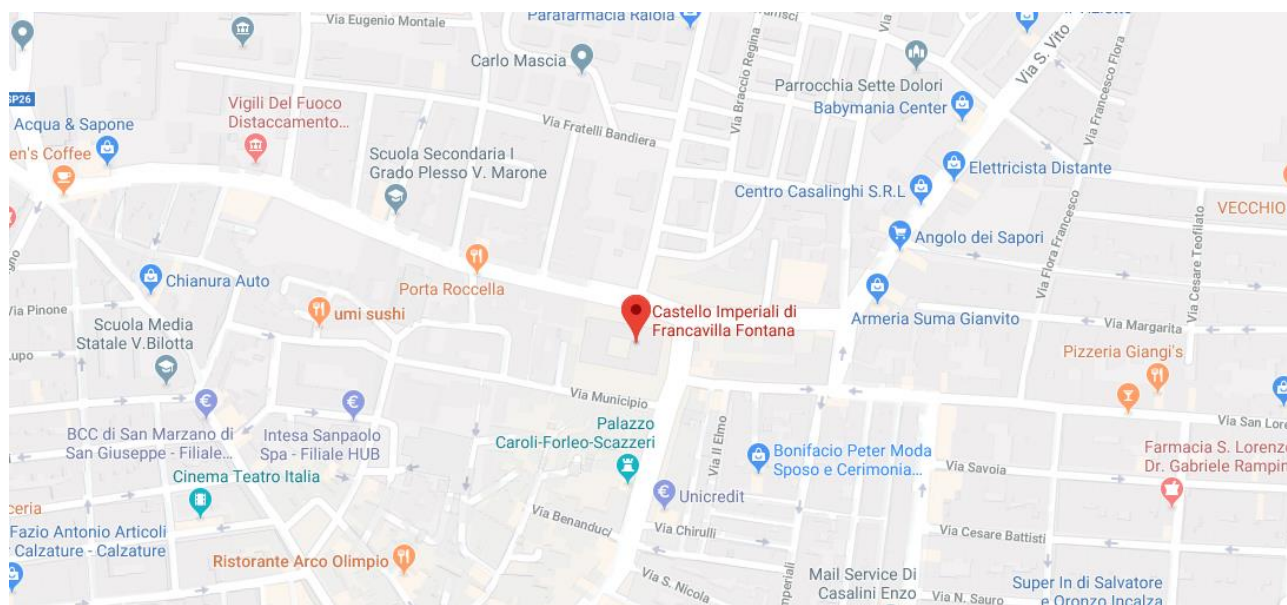 Via Eugenio Montale
Parafarmacia Raiola
Carlo Mascia
Via Braccio Regina
Parrocchia Sette Dolori
Babymania Center
Via S. Vito
Via Francesco Flora
SP26
Acqua & Sapone
Vigili Del Fuoco
Distaccamento...
en's Coffee
Via Fratelli Bandiera
Scuola Secondaria I
Grado Plesso V. Marone
Elettricista Distante
Centro Casalinghi S.R.L
VECCHIO
Angolo dei Sapori
Via Flora Francesco
Via Cesare Teofilato
Chianura Auto
Porta Roccella
Via Pinone
umi sushi
Castello Imperiali di
Francavilla Fontana
Armeria Suma Gianvito
Via Margarita
Scuola Media
Statale V.Bilotta
Lupo
Pizzeria Giangi's
Via Municipio
BCC di San Marzano di
San Giuseppe - Filiale...
Intesa Sanpaolo
Spa - Filiale HUB
Palazzo
Caroli-Forleo-Scazzeri
Via Il Elmo
Bonifacio Peter Moda
Sposo e Cerimonia...
Via San Lore
Farmacia S. Lorenzo
Dr. Gabriele Rampin
Via Savoia
Cinema Teatro Italia
Unicredit
ceria
Fazio Antonio Articoli
Calzature - Calzature
Via Benanduci
Via Chirulli
Via Cesare Battisti
Ristorante Arco Olimpio
Via S. Nicola
mperiali
Mail Service Di
Casalini Enzo
Super In di Salvatore
e Oronzo Incalza
Via N. Sauro